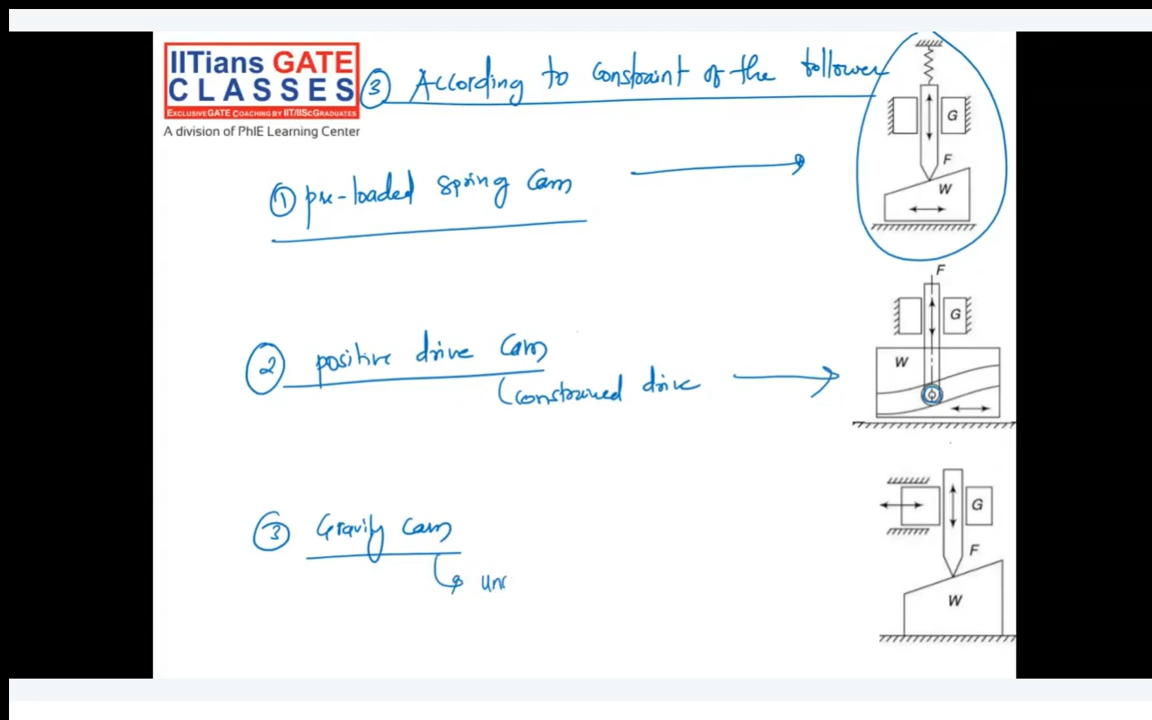 IITians GATE
CLASSES
EXCLUSIVE GATE COACHING BY IIT/IISC GRADUATES
A division of PhIE Learning Center
③ According to constraint of the follower
① pre-loaded spring cam
G
F
W
② positive drive cam
(constrained drive
F
G
W
③ Gravity cam
unc
G
F
W